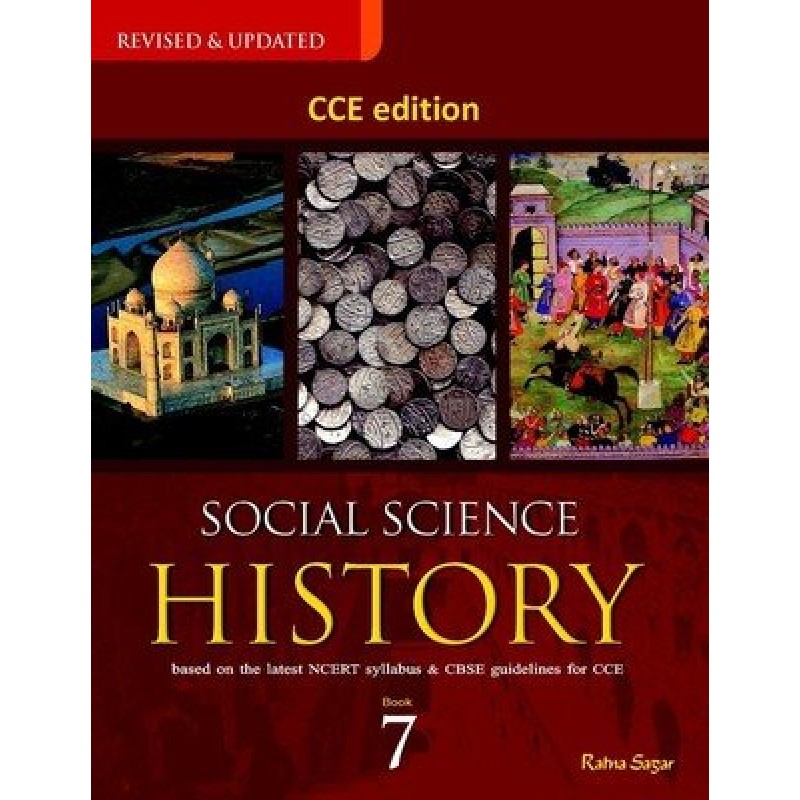 REVISED & UPDATED
CCE edition
SOCIAL SCIENCE
HISTORY
based on the latest NCERT syllabus & CBSE guidelines for CCE
Book
7
Ratna Sagar